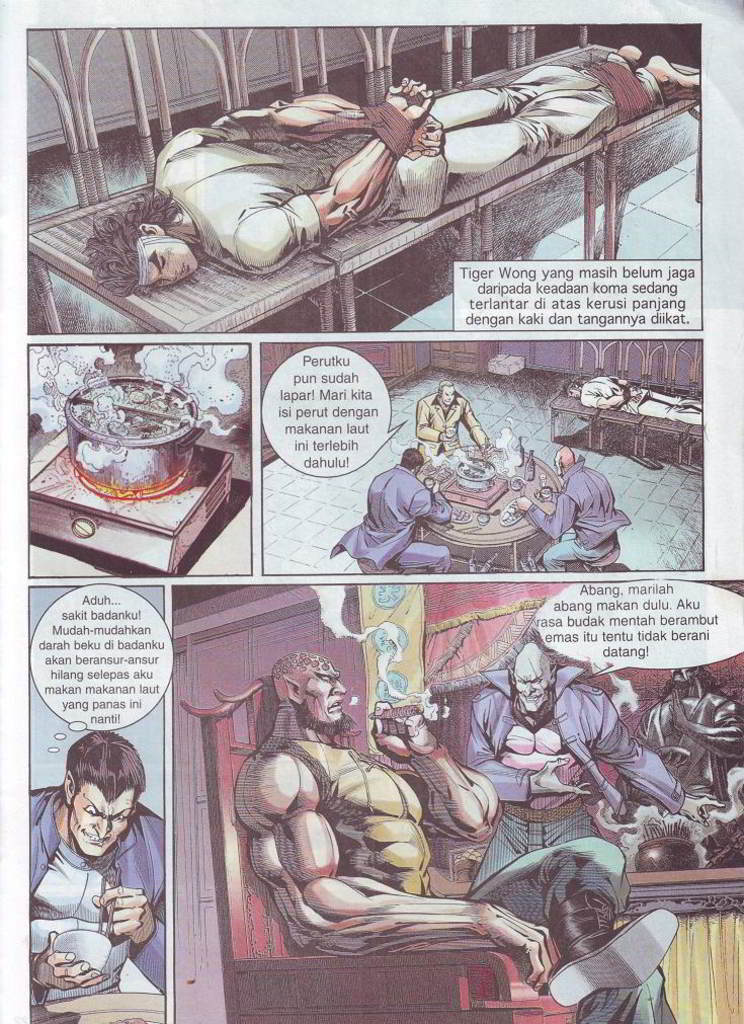 Tiger Wong yang masih belum jaga
daripada keadaan koma sedang
terlantar di atas kerusi panjang
dengan kaki dan tangannya diikat.
Perutku
pun sudah
lapar! Mari kita
isi perut dengan
makanan laut
ini terlebih
dahulu!
Aduh...
sakit badanku!
Mudah-mudahkan
darah beku di badanku
akan beransur-ansur
hilang selepas aku
makan makanan laut
yang panas ini
nanti!
Abang, marilah
abang makan dulu. Aku
rasa budak mentah berambut
emas itu tentu tidak berani
datang!